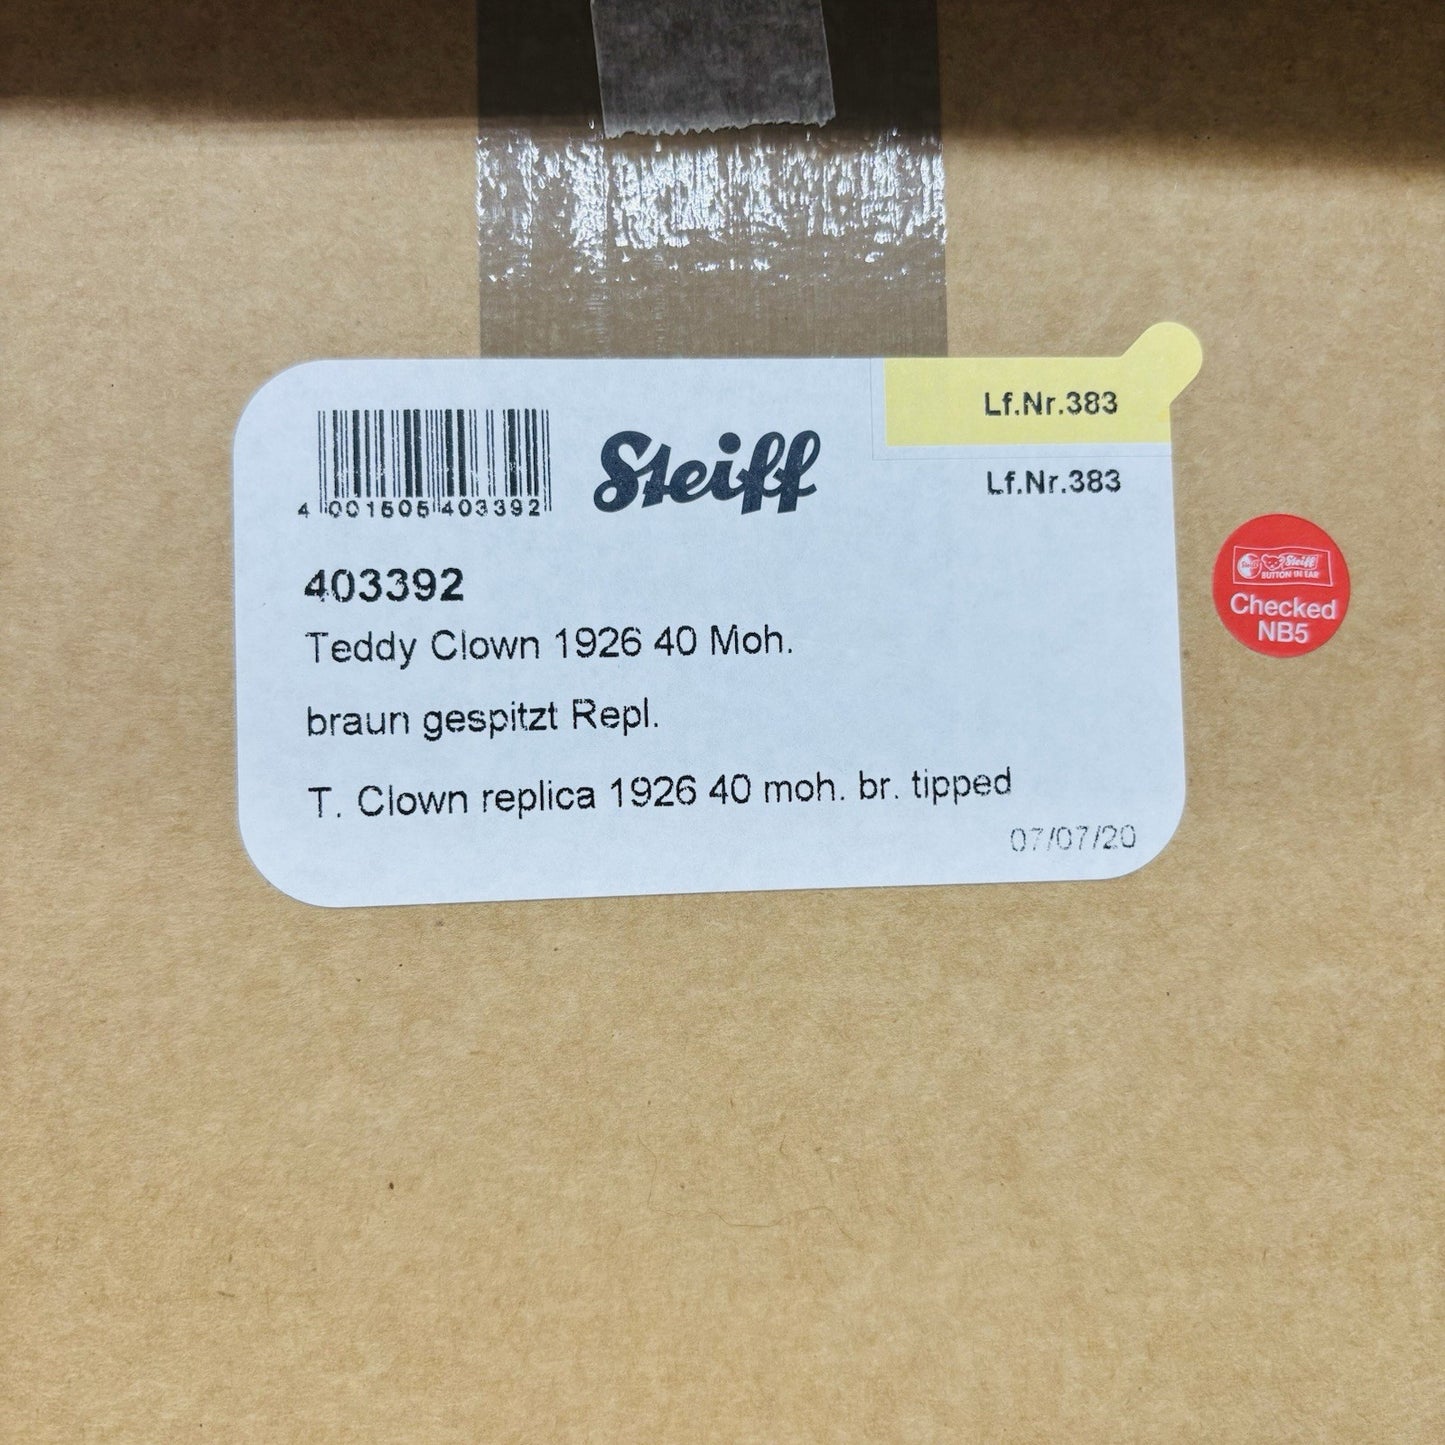 Lf.Nr.383
Steiff
Lf.Nr.383
4 001505 403392
403392
Teddy Clown 1926 40 Moh.
braun gespitzt Repl.
T. Clown replica 1926 40 moh. br. tipped
07/07/20
Steiff
BUTTON IN EAR
Checked
NB5